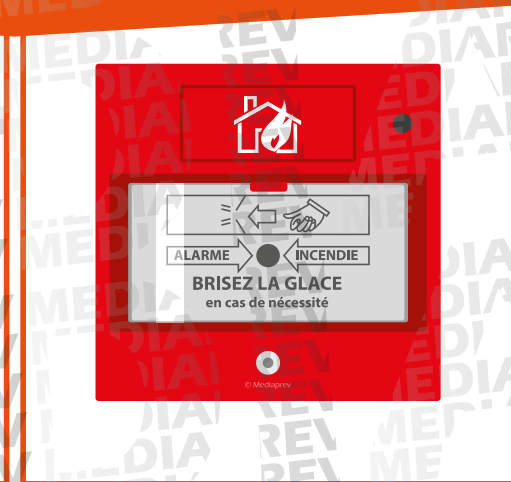 ALARME INCENDIE
BRISEZ LA GLACE
en cas de nécessité
© Mediaprev